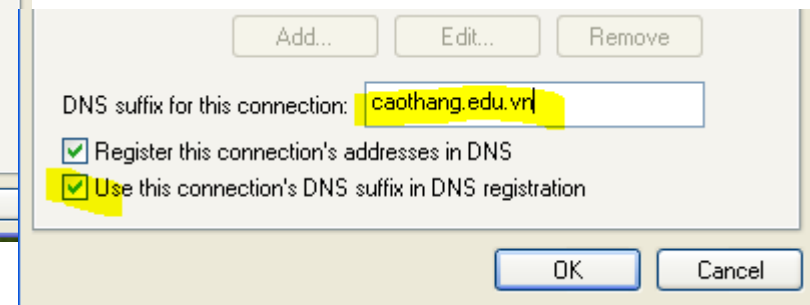 Add... Edit... Remove
DNS suffix for this connection: caothang.edu.vn
Register this connection's addresses in DNS
Use this connection's DNS suffix in DNS registration
OK Cancel